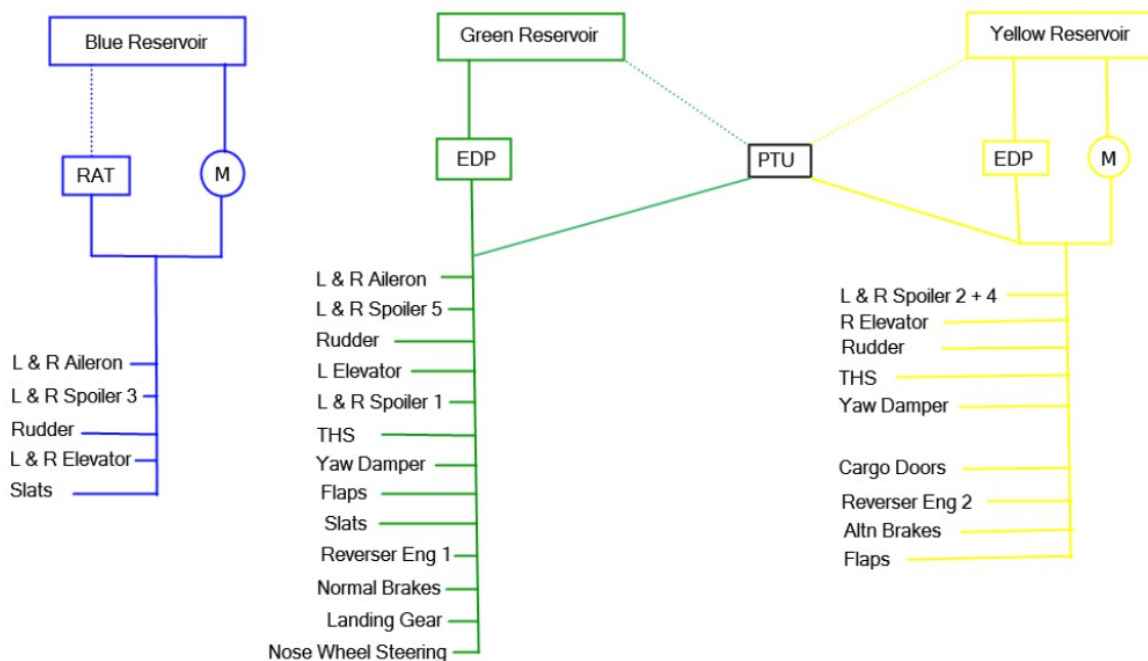 Blue Reservoir
RAT
M
L & R Aileron
L & R Spoiler 3
Rudder
L & R Elevator
Slats
Green Reservoir
EDP
PTU
L & R Aileron
L & R Spoiler 5
Rudder
L Elevator
L & R Spoiler 1
THS
Yaw Damper
Flaps
Slats
Reverser Eng 1
Normal Brakes
Landing Gear
Nose Wheel Steering
Yellow Reservoir
EDP
M
L & R Spoiler 2 + 4
R Elevator
Rudder
THS
Yaw Damper
Cargo Doors
Reverser Eng 2
Altn Brakes
Flaps